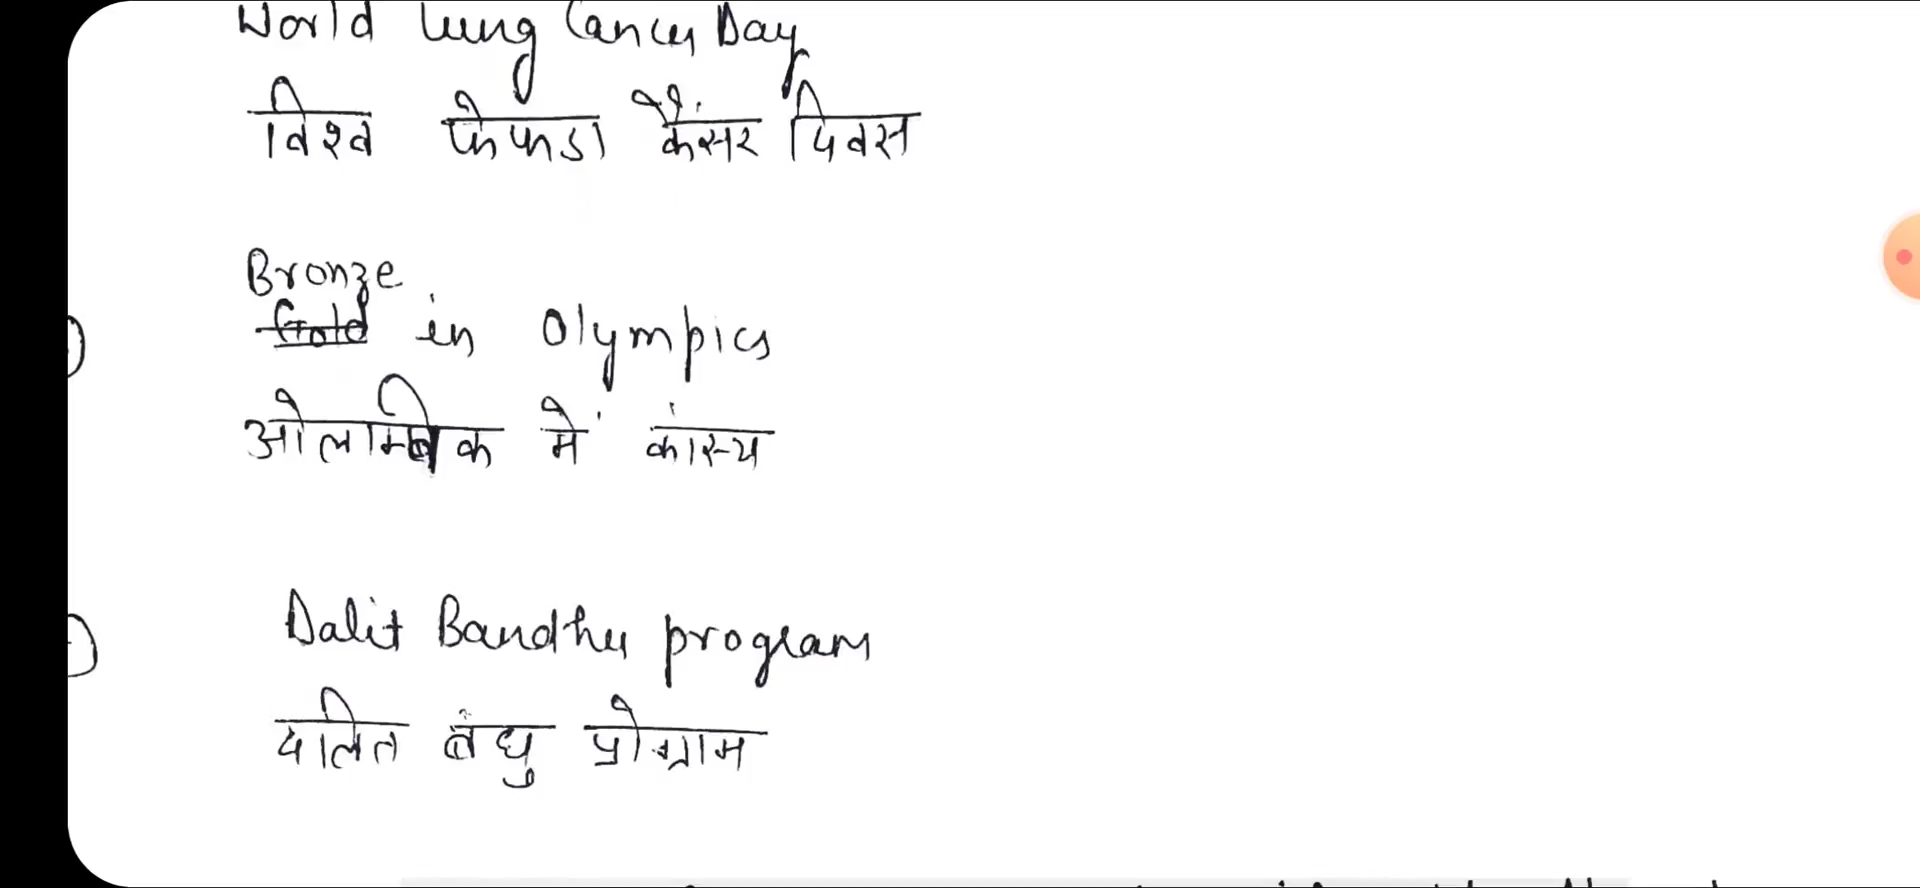 World Lung Cancer Day
विश्व फेफडा कैंसर दिवस
Bronze
Gold in Olympics
ओलम्बिक में कांस्य
Dalit Bandhu program
दलित बंधु प्रोग्राम